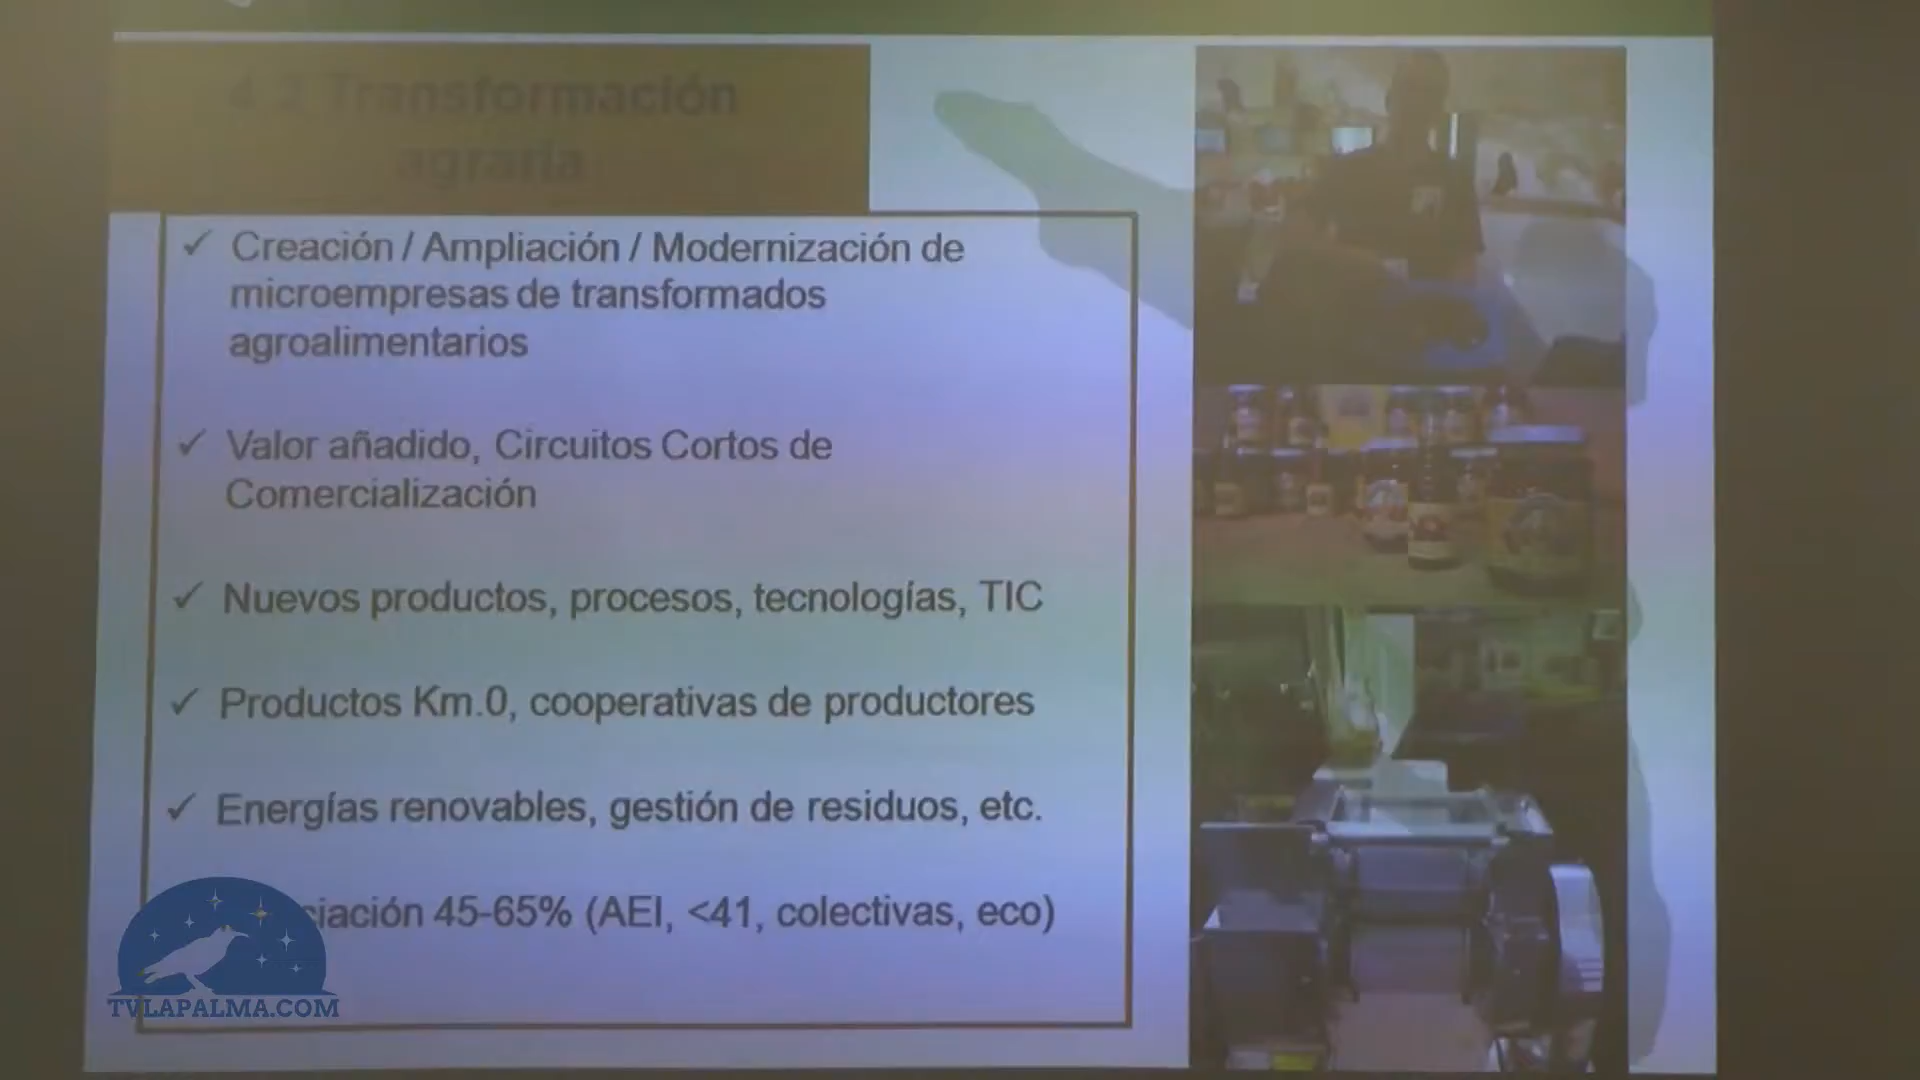 4.2 Transformación
agraria
✓ Creación / Ampliación / Modernización de
microempresas de transformados
agroalimentarios
✓ Valor añadido, Circuitos Cortos de
Comercialización
✓ Nuevos productos, procesos, tecnologías, TIC
✓ Productos Km.0, cooperativas de productores
✓ Energías renovables, gestión de residuos, etc.
ciación 45-65% (AEI, <41, colectivas, eco)
TVLAPALMA.COM